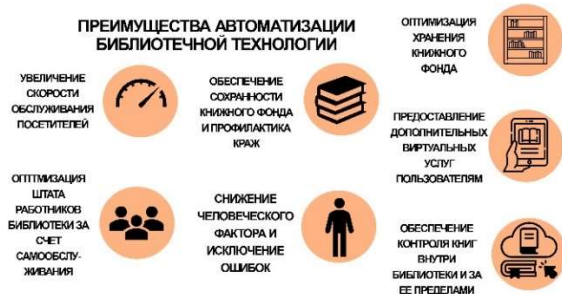 ПРЕИМУЩЕСТВА АВТОМАТИЗАЦИИ
БИБЛИОТЕЧНОЙ ТЕХНОЛОГИИ
УВЕЛИЧЕНИЕ
СКОРОСТИ
ОБСЛУЖИВАНИЯ
ПОСЕТИТЕЛЕЙ
ОБЕСПЕЧЕНИЕ
СОХРАННОСТИ
КНИЖНОГО ФОНДА
И ПРОФИЛАКТИКА
КРАЖ
ОПТИМИЗАЦИЯ
ХРАНЕНИЯ
КНИЖНОГО
ФОНДА
ПРЕДОСТАВЛЕНИЕ
ДОПОЛНИТЕЛЬНЫХ
ВИРТУАЛЬНЫХ
УСЛУГ
ПОЛЬЗОВАТЕЛЯМ
ОПТТМИЗАЦИЯ
ШТАТА
РАБОТНИКОВ
БИБЛИОТЕКИ ЗА
СЧЕТ
САМООБСЛУ-
ЖИВАНИЯ
СНИЖЕНИЕ
ЧЕЛОВЕЧЕСКОГО
ФАКТОРА И
ИСКЛЮЧЕНИЕ
ОШИБОК
ОБЕСПЕЧЕНИЕ
КОНТРОЛЯ КНИГ
ВНУТРИ
БИБЛИОТЕКИ И ЗА
ЕЕ ПРЕДЕЛАМИ